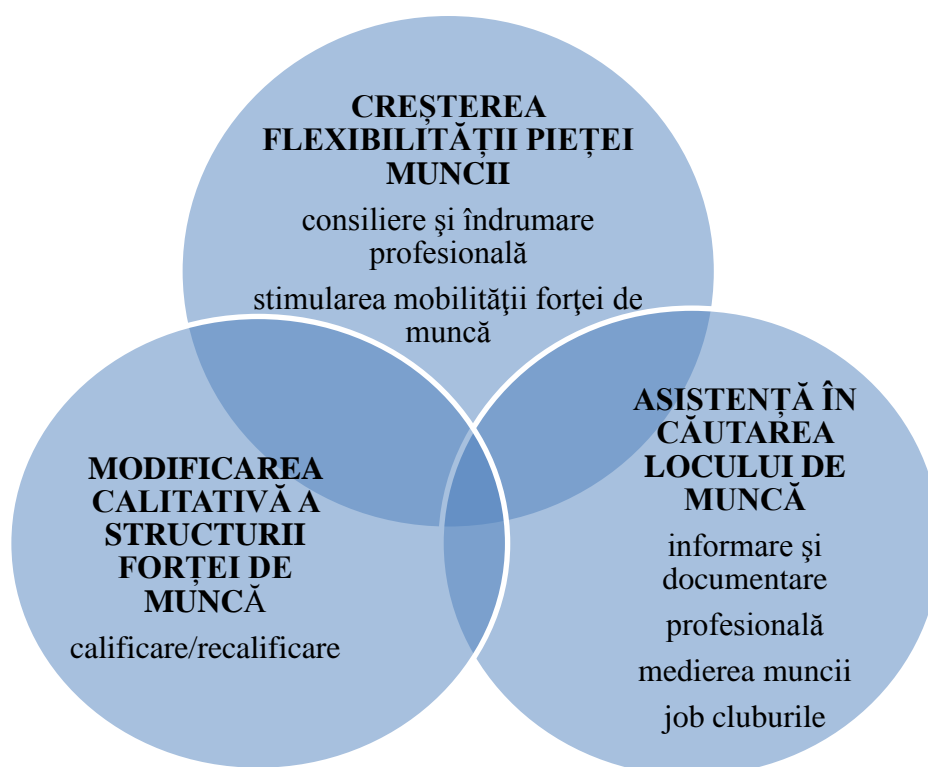 CREȘTEREA
FLEXIBILITĂȚII PIEȚEI
MUNCII
consiliere şi îndrumare
profesională
stimularea mobilităţii forţei de
muncă
MODIFICAREA
CALITATIVĂ A
STRUCTURII
FORȚEI DE
MUNCĂ
calificare/recalificare
ASISTENȚĂ ÎN
CĂUTAREA
LOCULUI DE
MUNCĂ
informare şi
documentare
profesională
medierea muncii
job cluburile